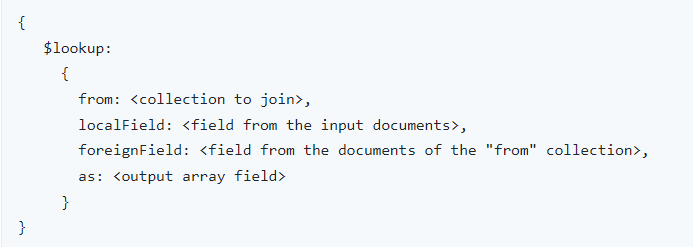 {
   $lookup:
     {
       from: <collection to join>,
       localField: <field from the input documents>,
       foreignField: <field from the documents of the "from" collection>,
       as: <output array field>
     }
}